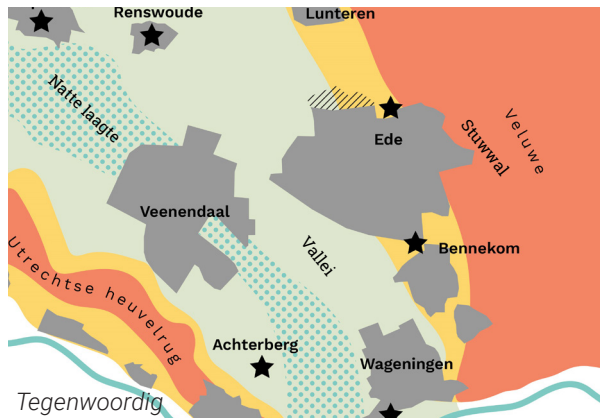 Renswoude
Lunteren
Natte laagte
Ede
Stuwwal
Veluwe
Veenendaal
Vallei
Bennekom
Utrechtse heuvelrug
Achterberg
Wageningen
Tegenwoordig